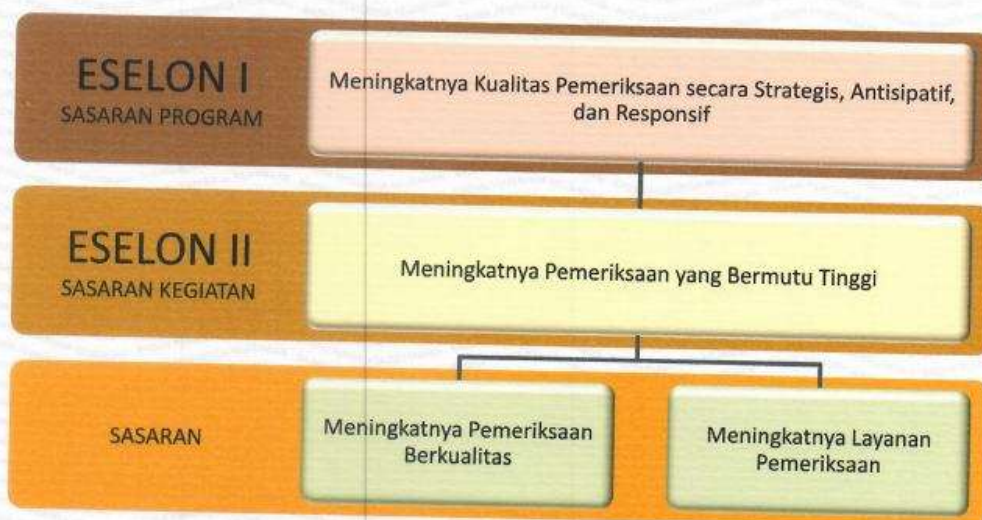 ESELON I
SASARAN PROGRAM
Meningkatnya Kualitas Pemeriksaan secara Strategis, Antisipatif,
dan Responsif
ESELON II
SASARAN KEGIATAN
Meningkatnya Pemeriksaan yang Bermutu Tinggi
SASARAN
Meningkatnya Pemeriksaan
Berkualitas
Meningkatnya Layanan
Pemeriksaan